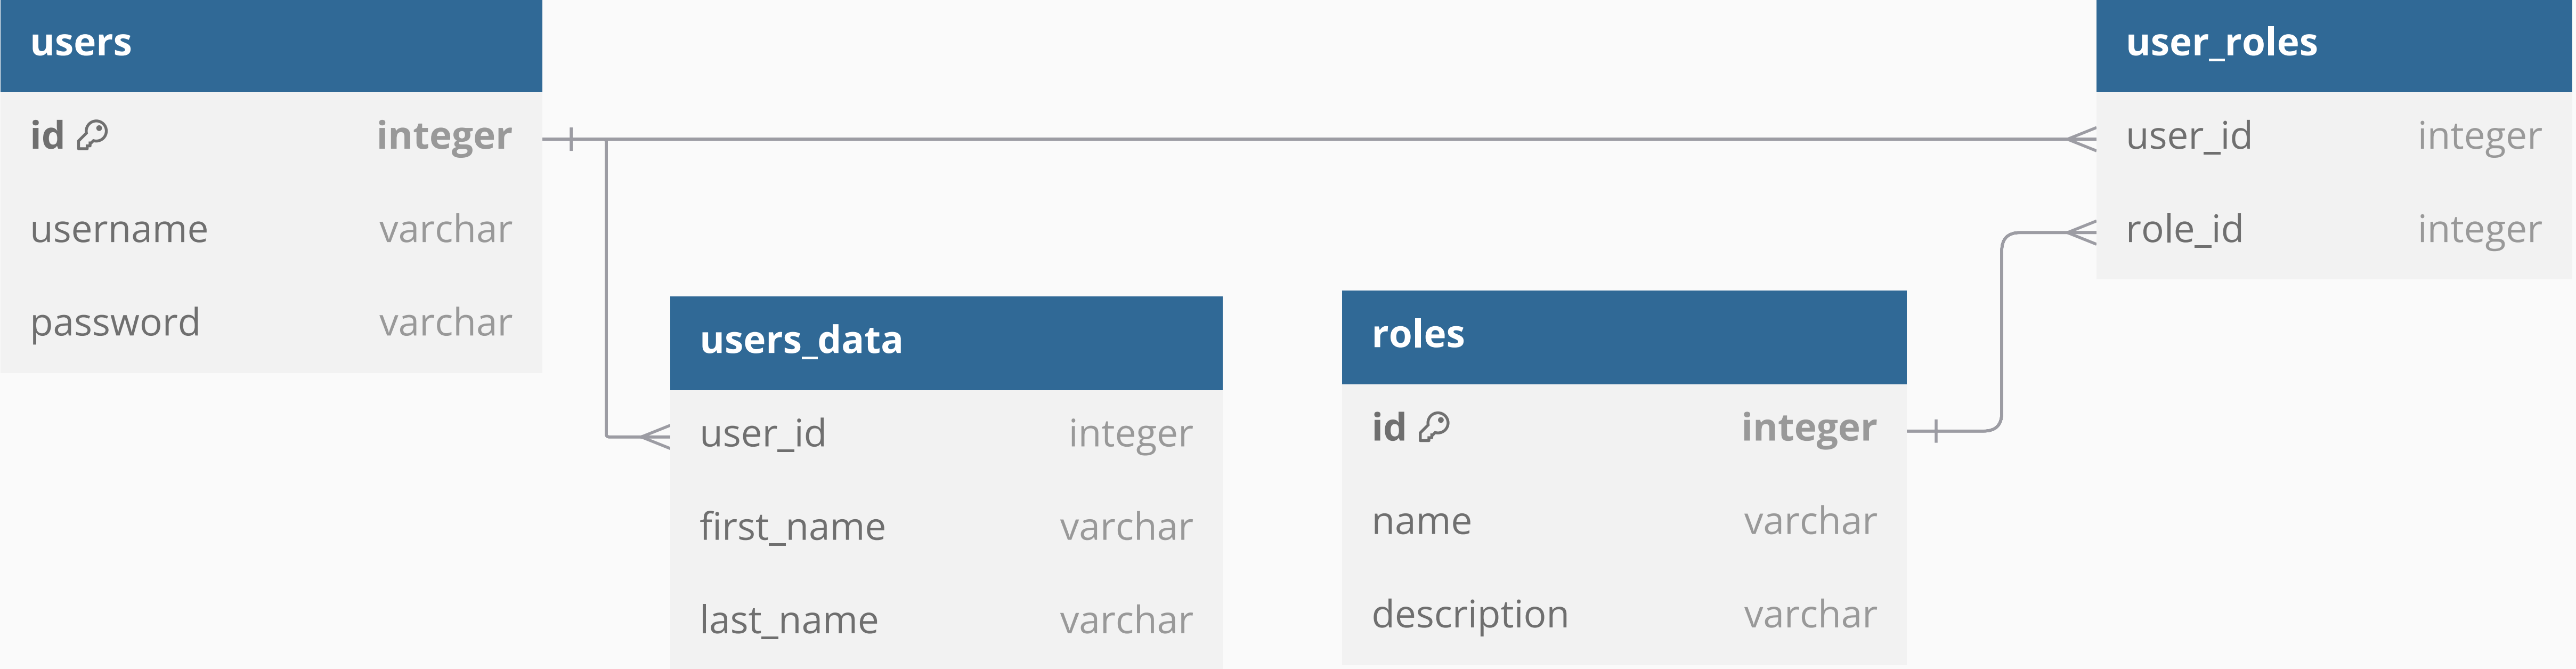 users
id integer
username varchar
password varchar
users_data
user_id integer
first_name varchar
last_name varchar
roles
id integer
name varchar
description varchar
user_roles
user_id integer
role_id integer